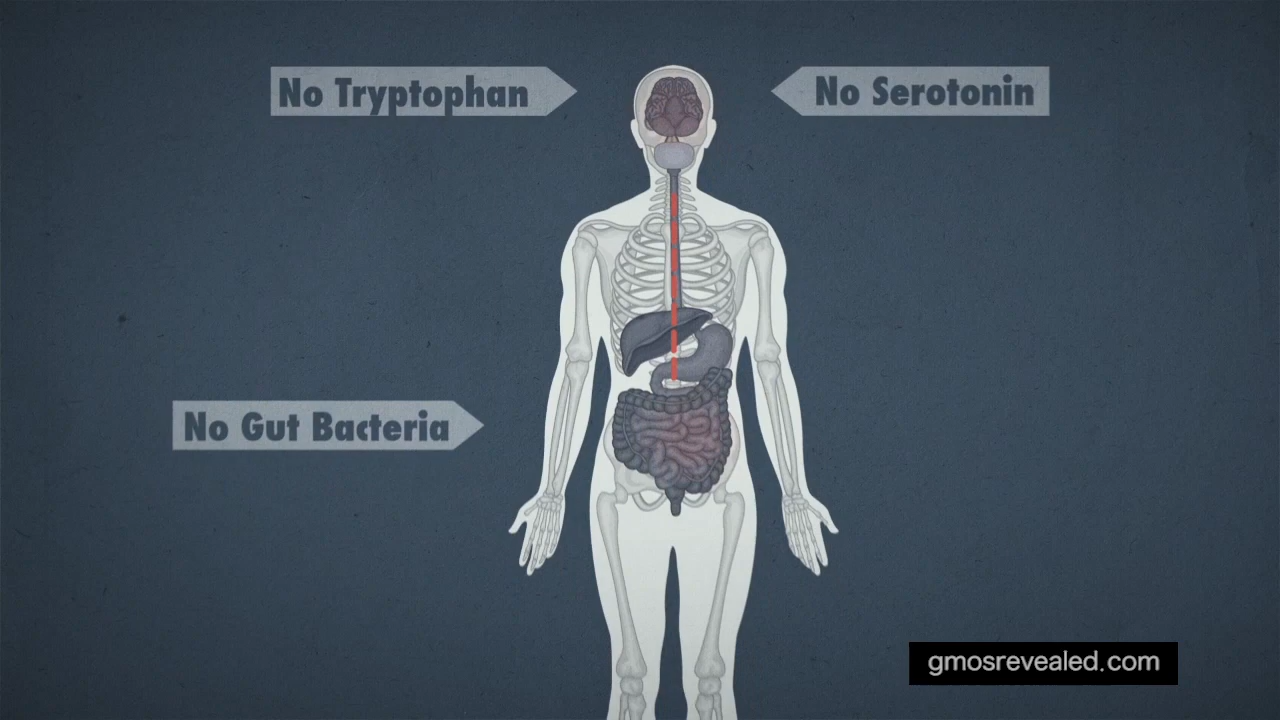 No Tryptophan
No Serotonin
No Gut Bacteria
gmosrevealed.com